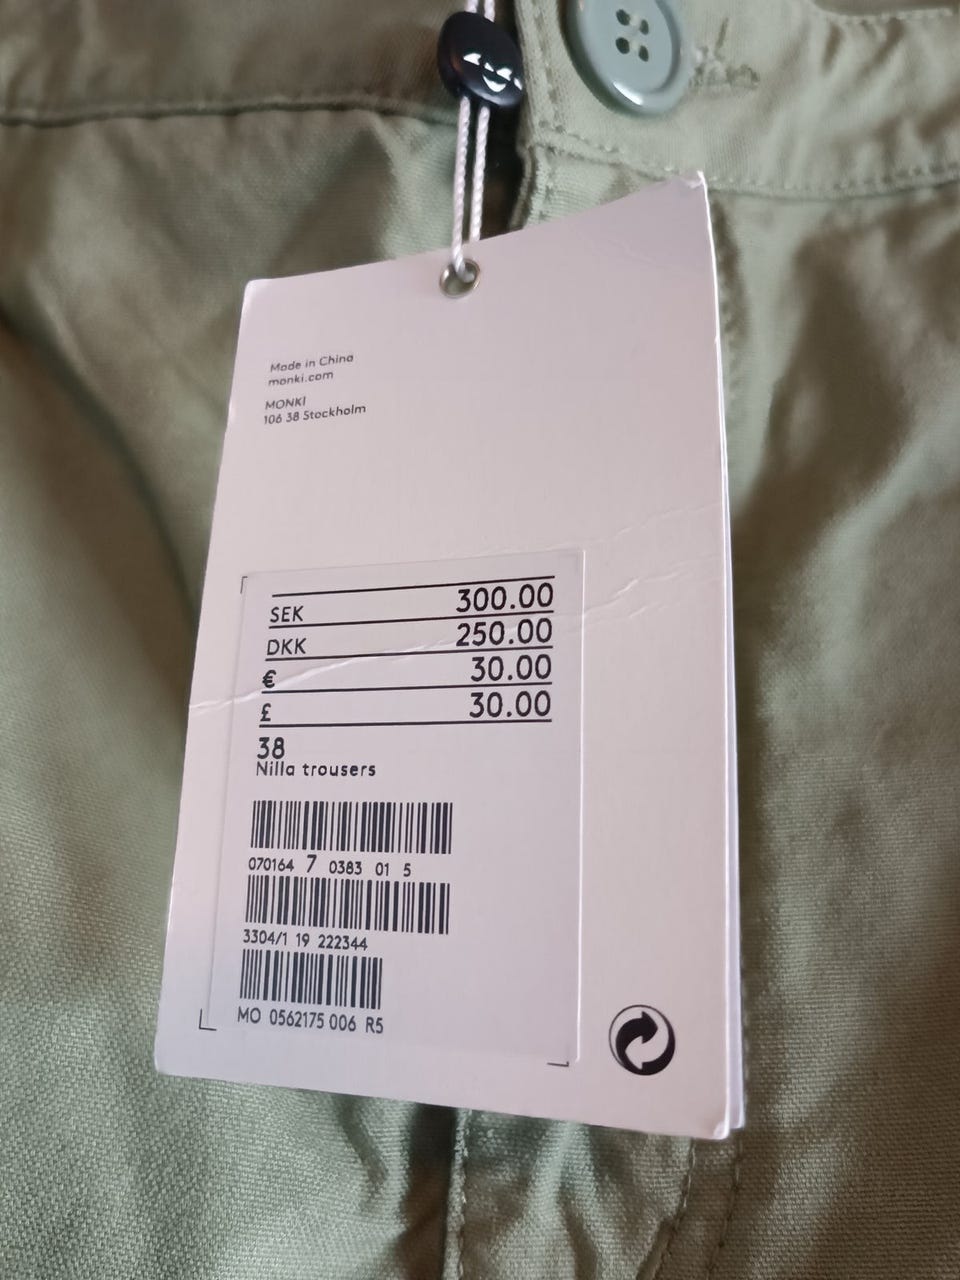 Made in China
monki.com
MONKI
106 38 Stockholm
SEK 300.00
DKK 250.00
€ 30.00
£ 30.00
38
Nilla trousers
070164 7 0383 01 5
3304/1 19 222344
MO 0562175 006 R5